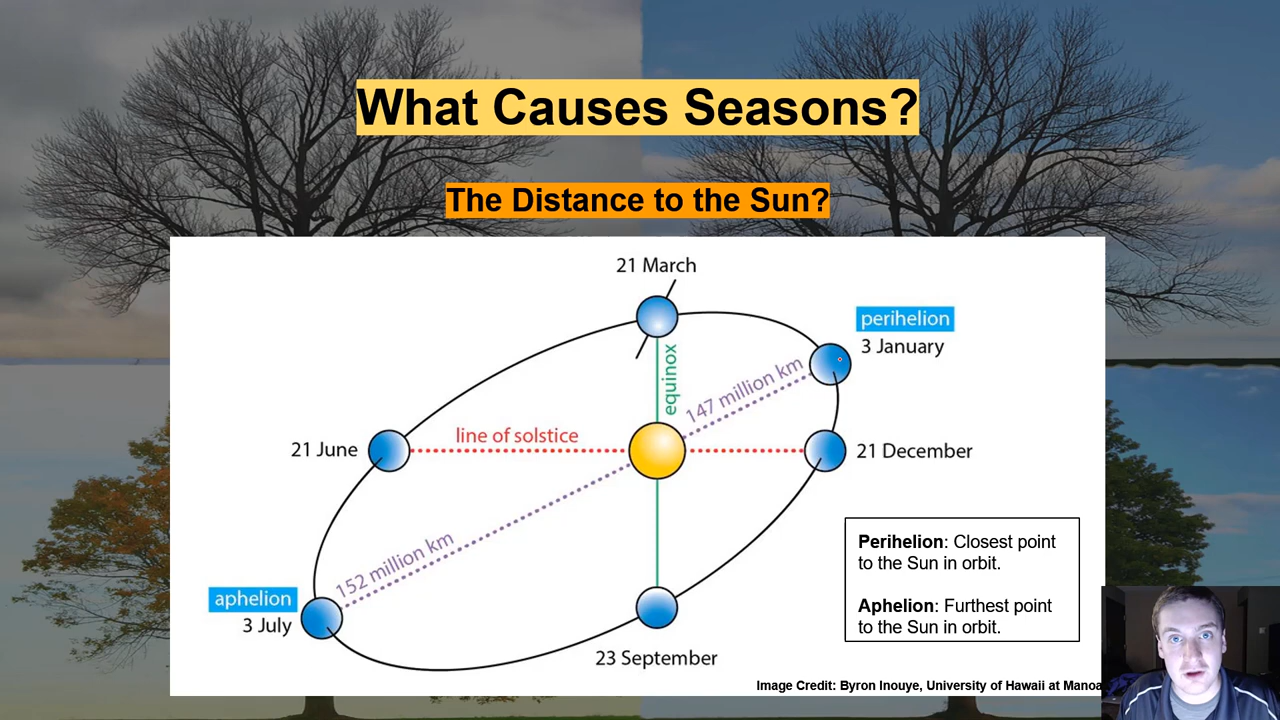 What Causes Seasons?
The Distance to the Sun?
21 March
perihelion
3 January
equinox
147 million km
line of solstice
21 June
21 December
152 million km
Perihelion: Closest point
to the Sun in orbit.
Aphelion: Furthest point
to the Sun in orbit.
aphelion
3 July
23 September
Image Credit: Byron Inouye, University of Hawaii at Manoa